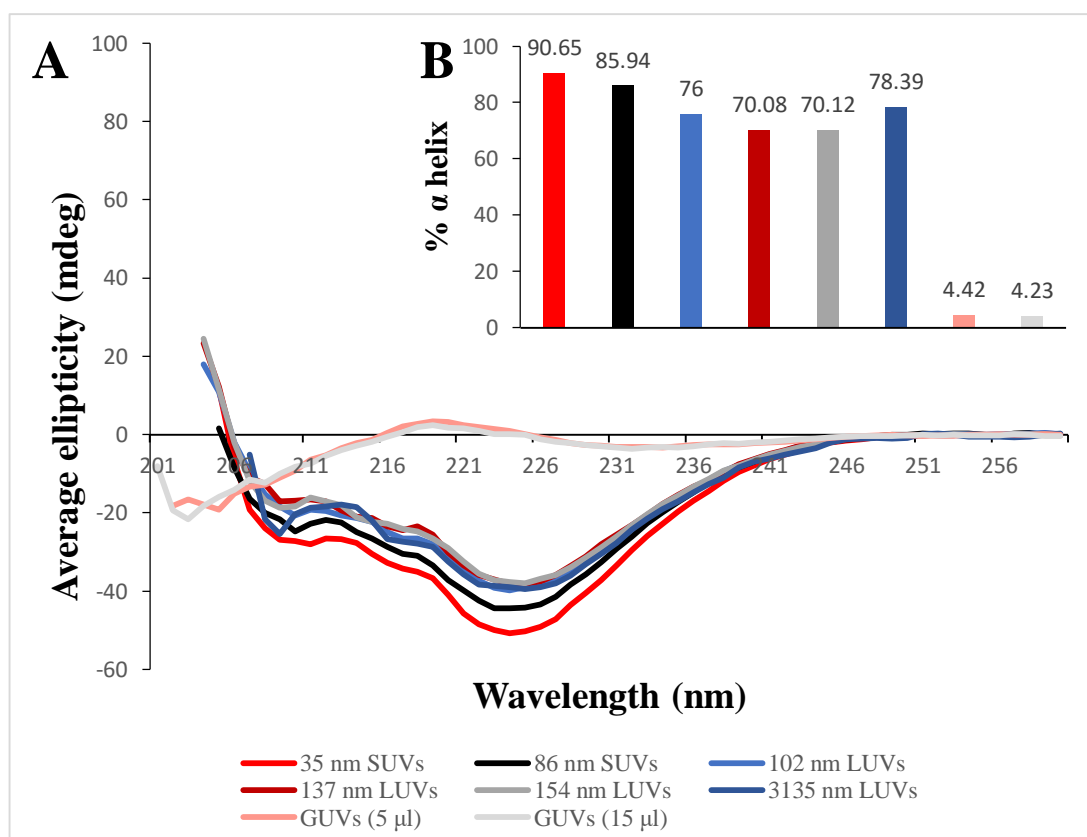 A
B
Average ellipticity (mdeg)
100
80
60
40
20
0
-20
-40
-60
201
206
211
216
221
226
231
236
241
246
251
256
Wavelength (nm)
% α helix
100
80
60
40
20
0
90.65
85.94
76
70.08
70.12
78.39
4.42
4.23
35 nm SUVs
86 nm SUVs
102 nm LUVs
137 nm LUVs
154 nm LUVs
3135 nm LUVs
GUVs (5 µl)
GUVs (15 µl)